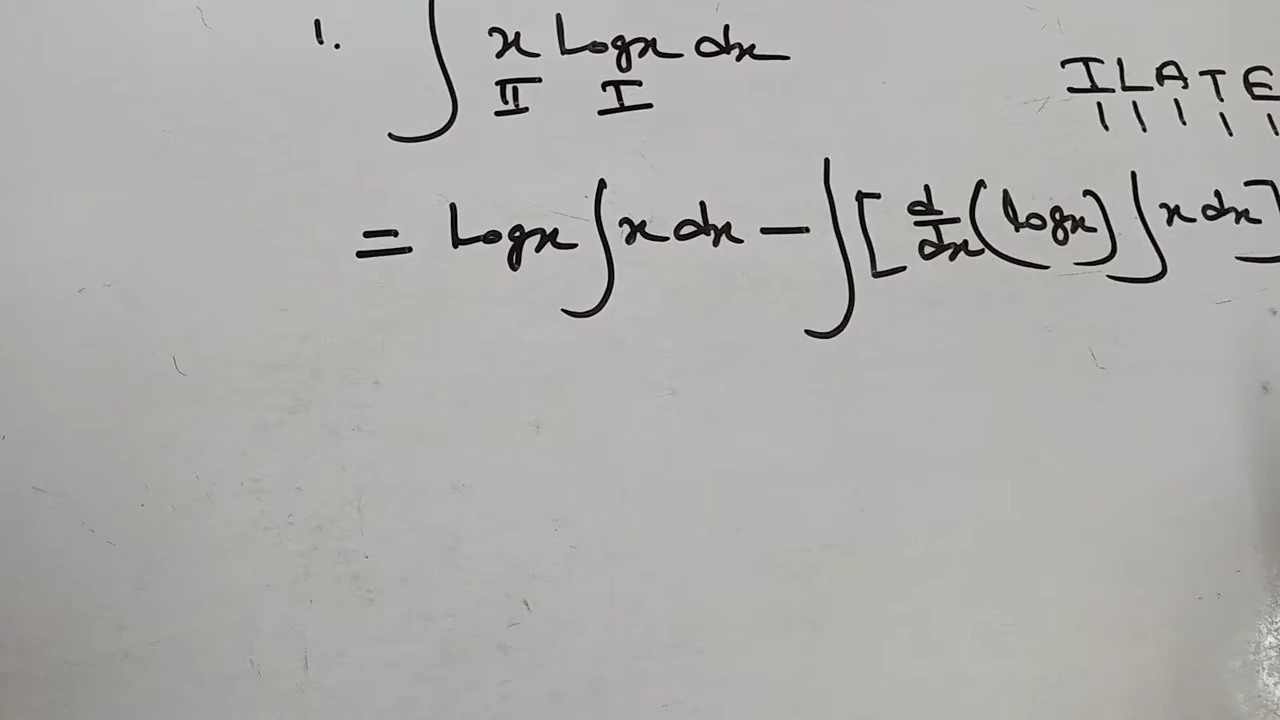 1. ∫ x Logx dx
II I
ILATE
= Logx ∫ x dx - ∫ [ d/dx (logx) ∫ x dx ]